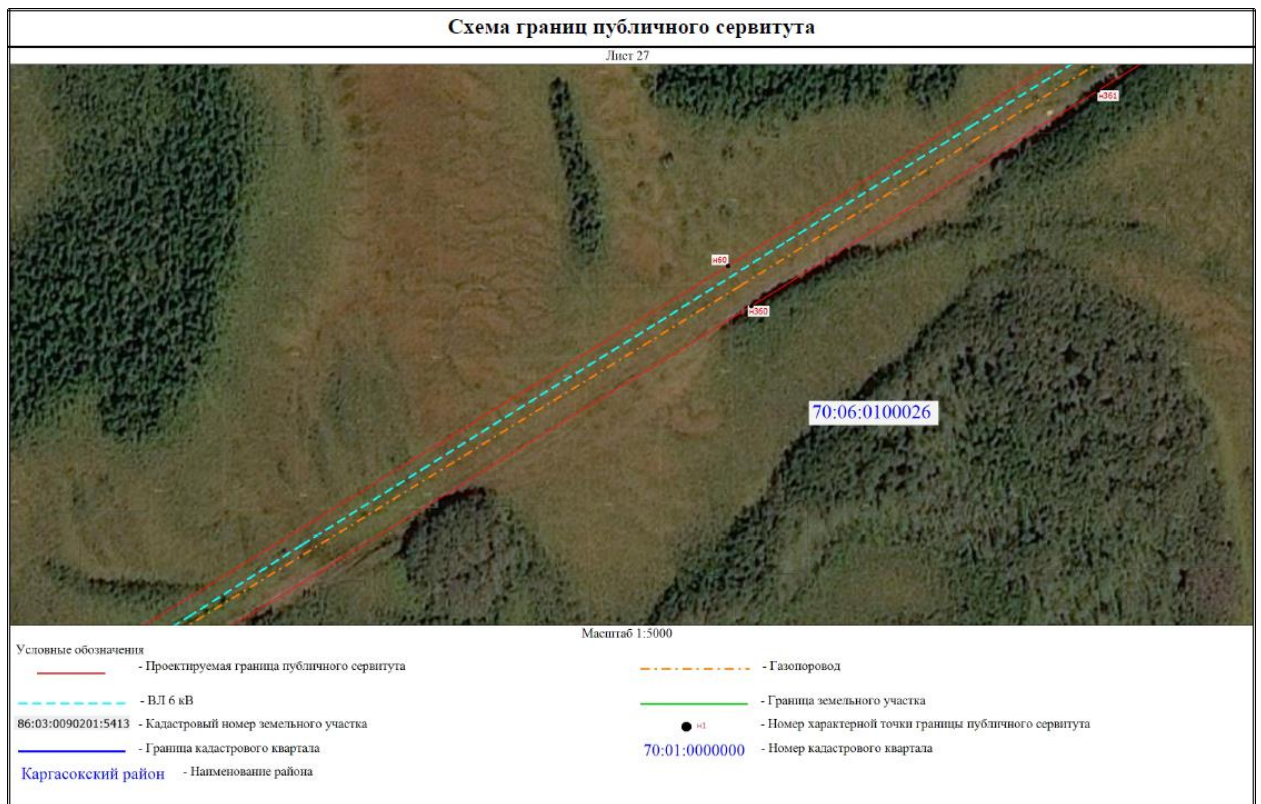 Схема границ публичного сервитута
Лист 27
н361
н60
н360
70:06:0100026
Масштаб 1:5000
Условные обозначения
- Проектируемая граница публичного сервитута
- Газопоровод
- ВЛ 6 кВ
- Граница земельного участка
86:03:0090201:5413 - Кадастровый номер земельного участка
н1 - Номер характерной точки границы публичного сервитута
- Граница кадастрового квартала
70:01:0000000 - Номер кадастрового квартала
Каргасокский район - Наименование района